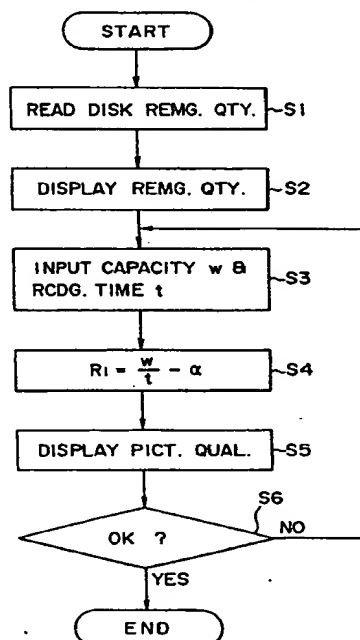 START
READ DISK REMG. QTY.
S1
DISPLAY REMG. QTY.
S2
INPUT CAPACITY w &
RCDG. TIME t
S3
R1 = w/t - α
S4
DISPLAY PICT. QUAL.
S5
S6
OK ?
NO
YES
END